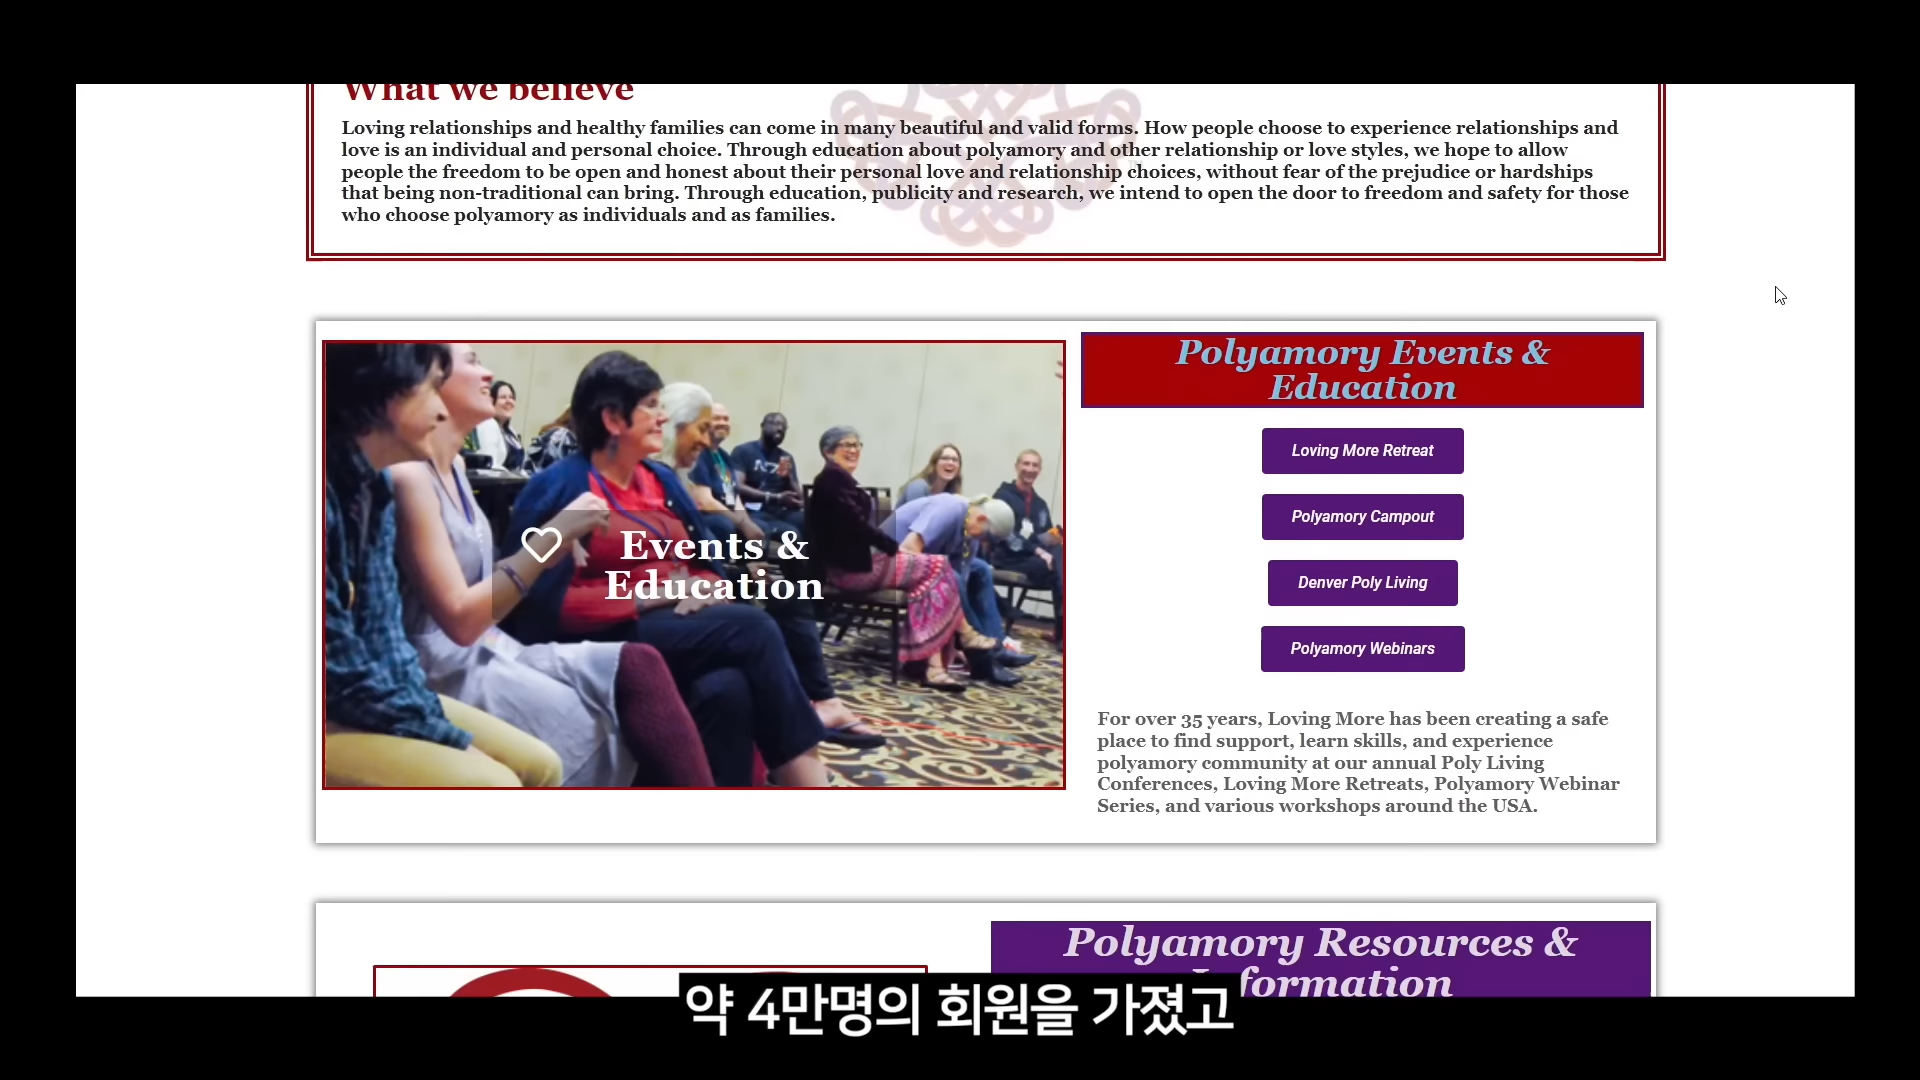 What we believe
Loving relationships and healthy families can come in many beautiful and valid forms. How people choose to experience relationships and
love is an individual and personal choice. Through education about polyamory and other relationship or love styles, we hope to allow
people the freedom to be open and honest about their personal love and relationship choices, without fear of the prejudice or hardships
that being non-traditional can bring. Through education, publicity and research, we intend to open the door to freedom and safety for those
who choose polyamory as individuals and as families.
Events &
Education
Polyamory Events &
Education
Loving More Retreat
Polyamory Campout
Denver Poly Living
Polyamory Webinars
For over 35 years, Loving More has been creating a safe
place to find support, learn skills, and experience
polyamory community at our annual Poly Living
Conferences, Loving More Retreats, Polyamory Webinar
Series, and various workshops around the USA.
Polyamory Resources &
Information
약 4만명의 회원을 가졌고